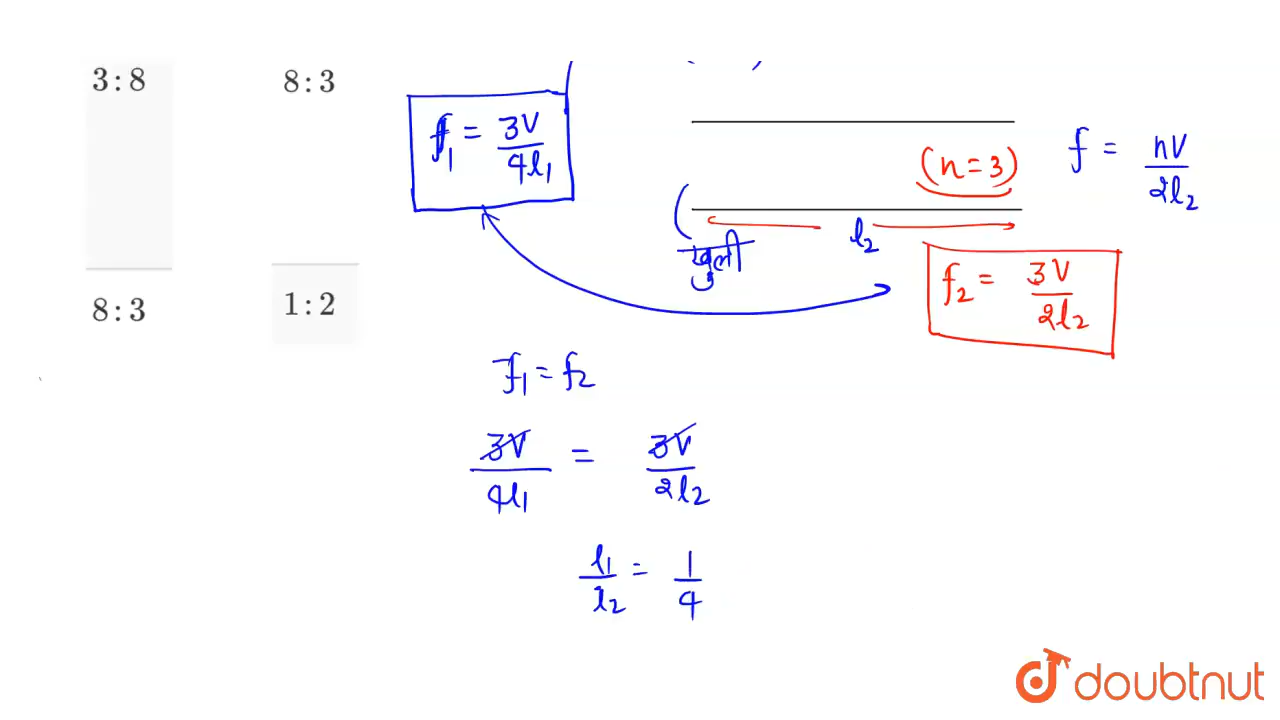 3 : 8
8 : 3
8 : 3
1 : 2
f₁ = 3V/4l₁
(n = 3)
f = nV/2l₂
l₂
खुली
f₂ = 3V/2l₂
f₁ = f₂
3V/4l₁ = 3V/2l₂
l₁/l₂ = 1/4
doubtnut